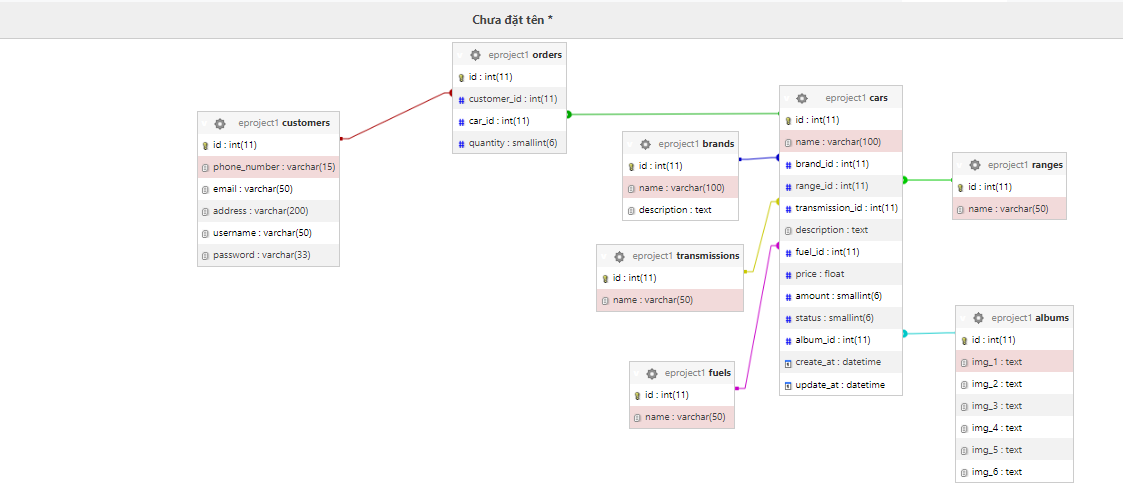 Chưa đặt tên *
eproject1 orders
id : int(11)
customer_id : int(11)
car_id : int(11)
quantity : smallint(6)
eproject1 customers
id : int(11)
phone_number : varchar(15)
email : varchar(50)
address : varchar(200)
username : varchar(50)
password : varchar(33)
eproject1 brands
id : int(11)
name : varchar(100)
description : text
eproject1 transmissions
id : int(11)
name : varchar(50)
eproject1 fuels
id : int(11)
name : varchar(50)
eproject1 cars
id : int(11)
name : varchar(100)
brand_id : int(11)
range_id : int(11)
transmission_id : int(11)
description : text
fuel_id : int(11)
price : float
amount : smallint(6)
status : smallint(6)
album_id : int(11)
create_at : datetime
update_at : datetime
eproject1 ranges
id : int(11)
name : varchar(50)
eproject1 albums
id : int(11)
img_1 : text
img_2 : text
img_3 : text
img_4 : text
img_5 : text
img_6 : text